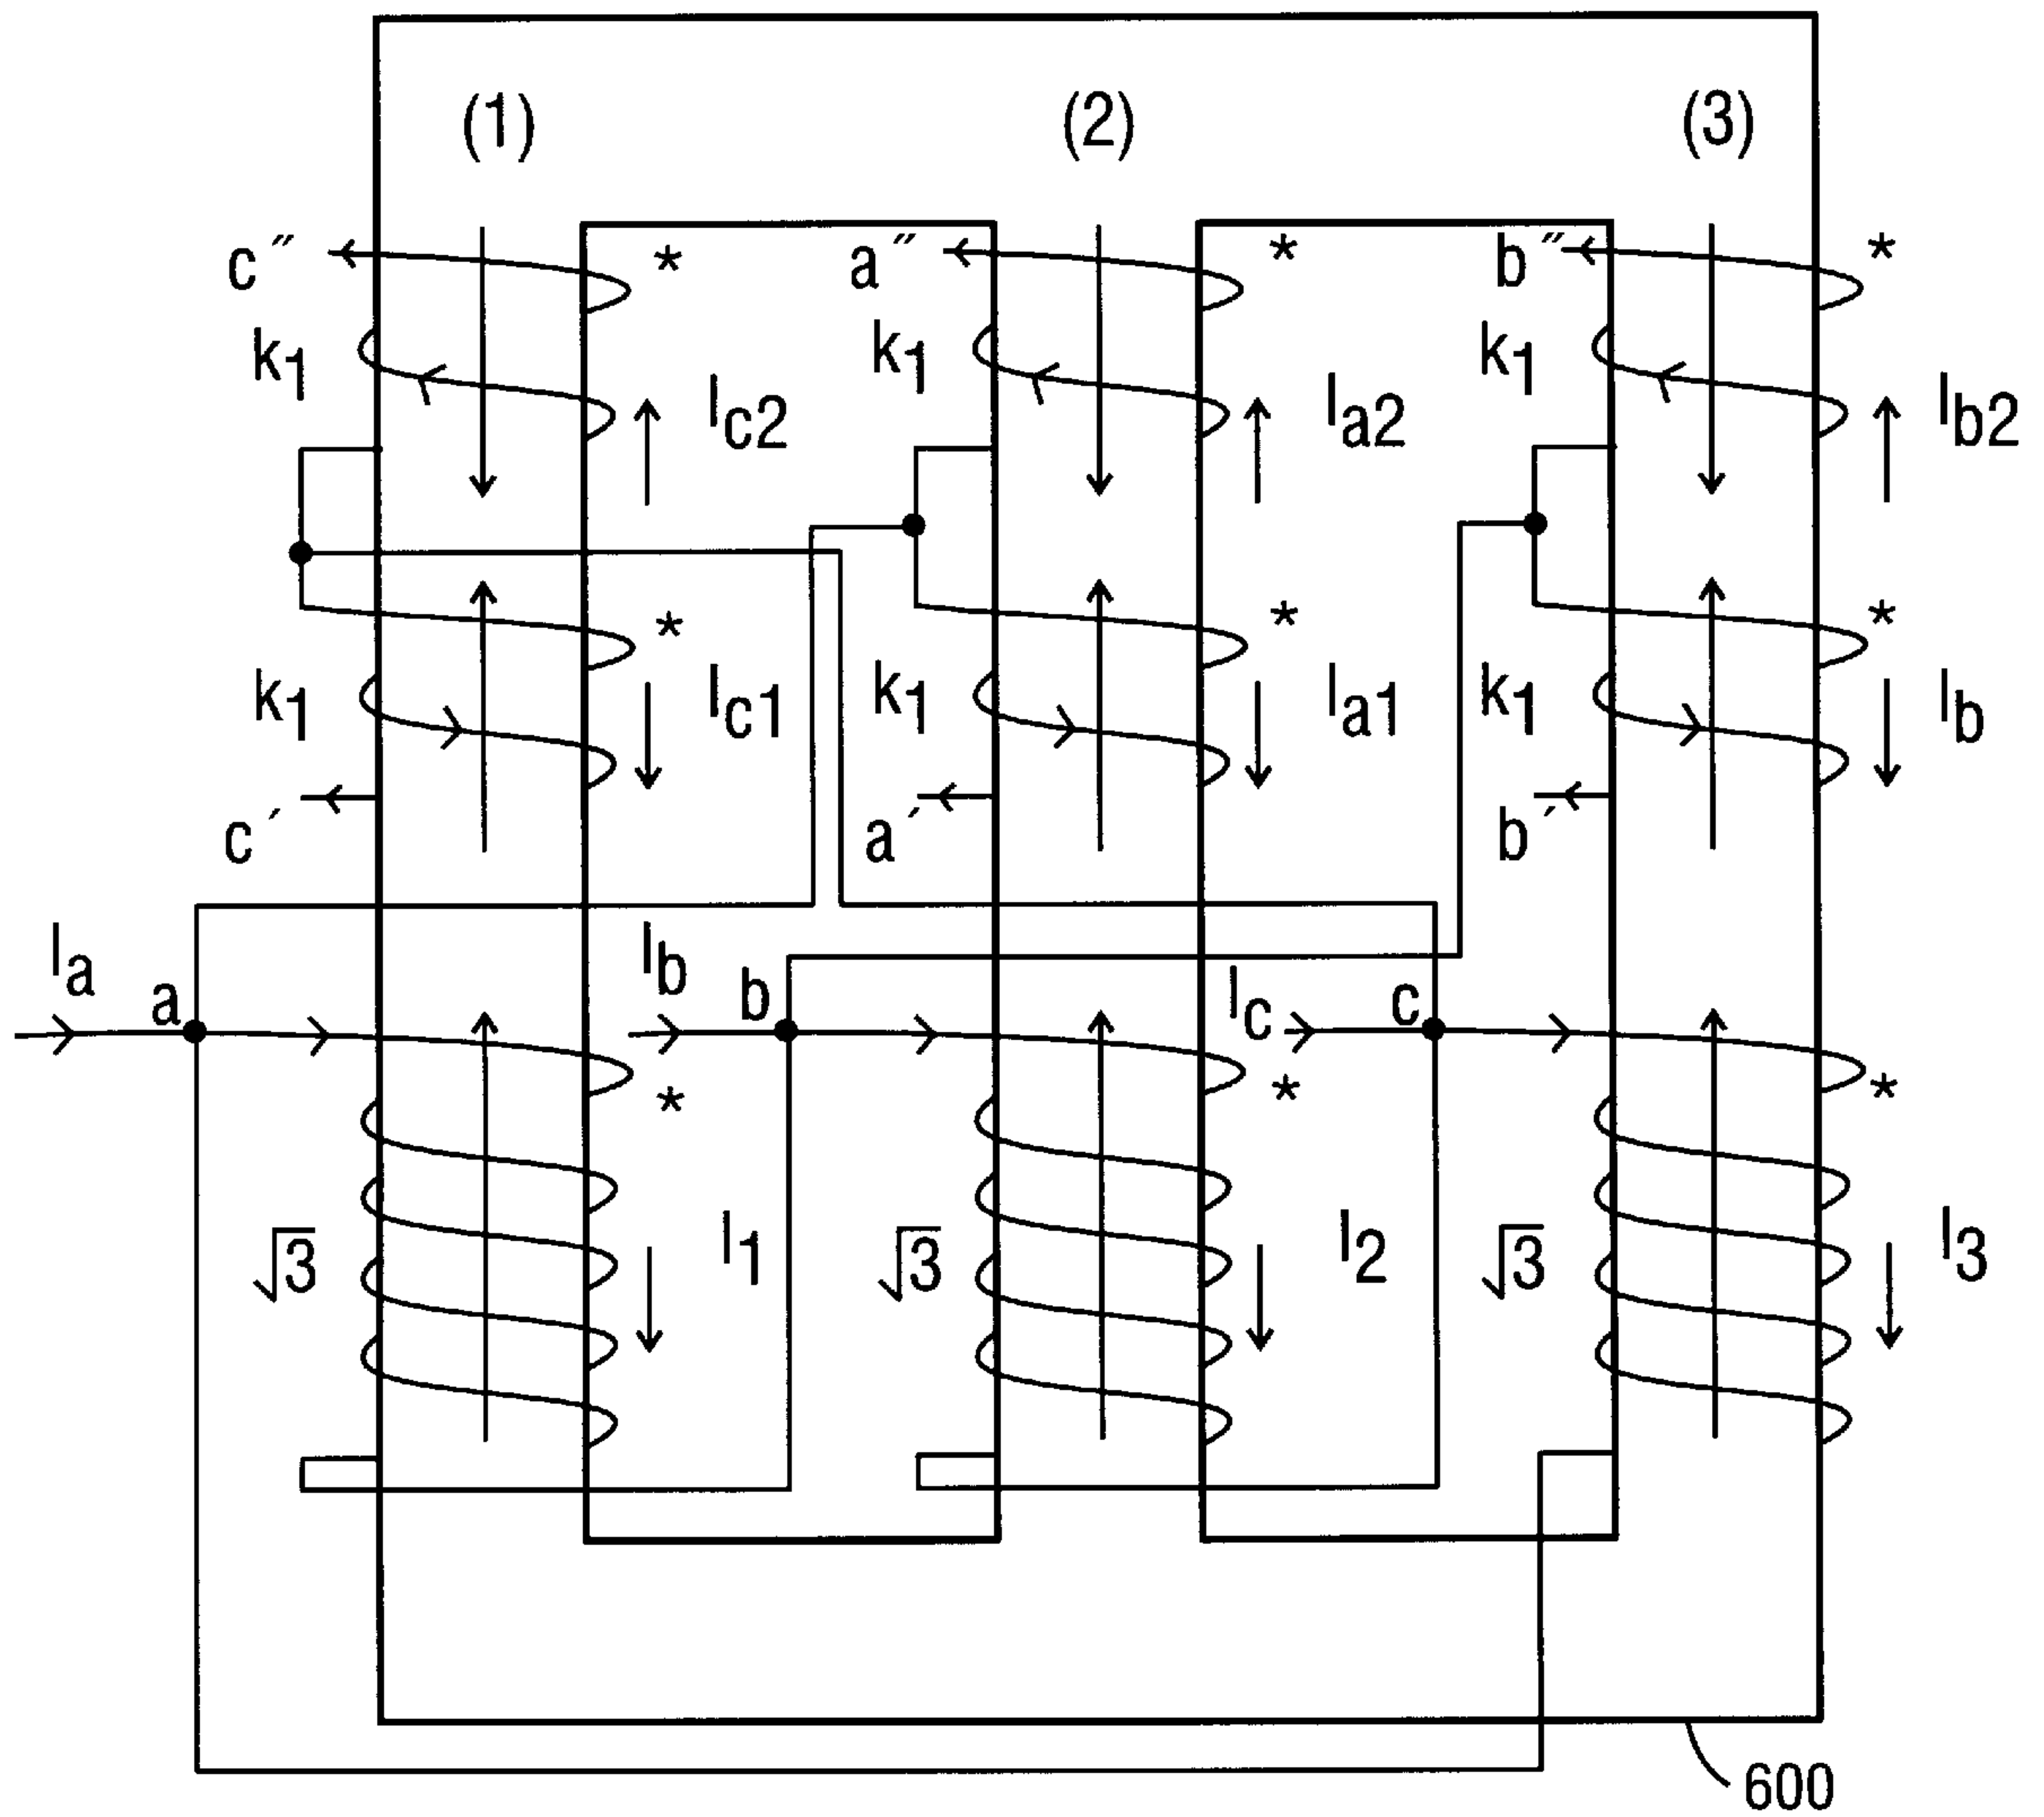 (1) (2) (3)
c″ * a″ * b″ *
k1 k1 k1
Ic2 Ia2 Ib2
* * *
k1 Ic1 k1 Ia1 k1 Ib
c′ a′ b′
Ia Ib Ic
a b c
* * *
√3 I1 √3 I2 √3 I3
600